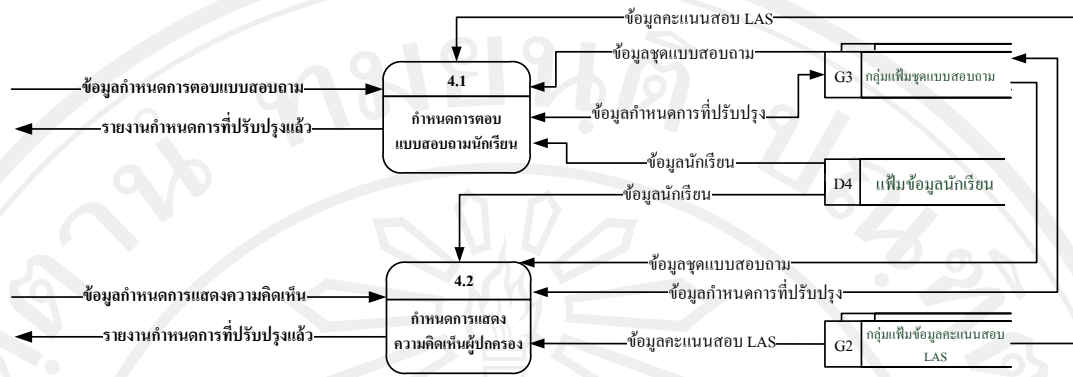 ข้อมูลคะแนนสอบ LAS
ข้อมูลชุดแบบสอบถาม
4.1
G3
กลุ่มแฟ้มชุดแบบสอบถาม
ข้อมูลกำหนดการตอบแบบสอบถาม
ข้อมูลกำหนดการที่ปรับปรุง
กำหนดการตอบ
แบบสอบถามนักเรียน
รายงานกำหนดการที่ปรับปรุงแล้ว
ข้อมูลนักเรียน
D4
แฟ้มข้อมูลนักเรียน
ข้อมูลนักเรียน
ข้อมูลชุดแบบสอบถาม
4.2
ข้อมูลกำหนดการแสดงความคิดเห็น
ข้อมูลกำหนดการที่ปรับปรุง
กำหนดการแสดง
ความคิดเห็นผู้ปกครอง
รายงานกำหนดการที่ปรับปรุงแล้ว
ข้อมูลคะแนนสอบ LAS
G2
กลุ่มแฟ้มข้อมูลคะแนนสอบ
LAS